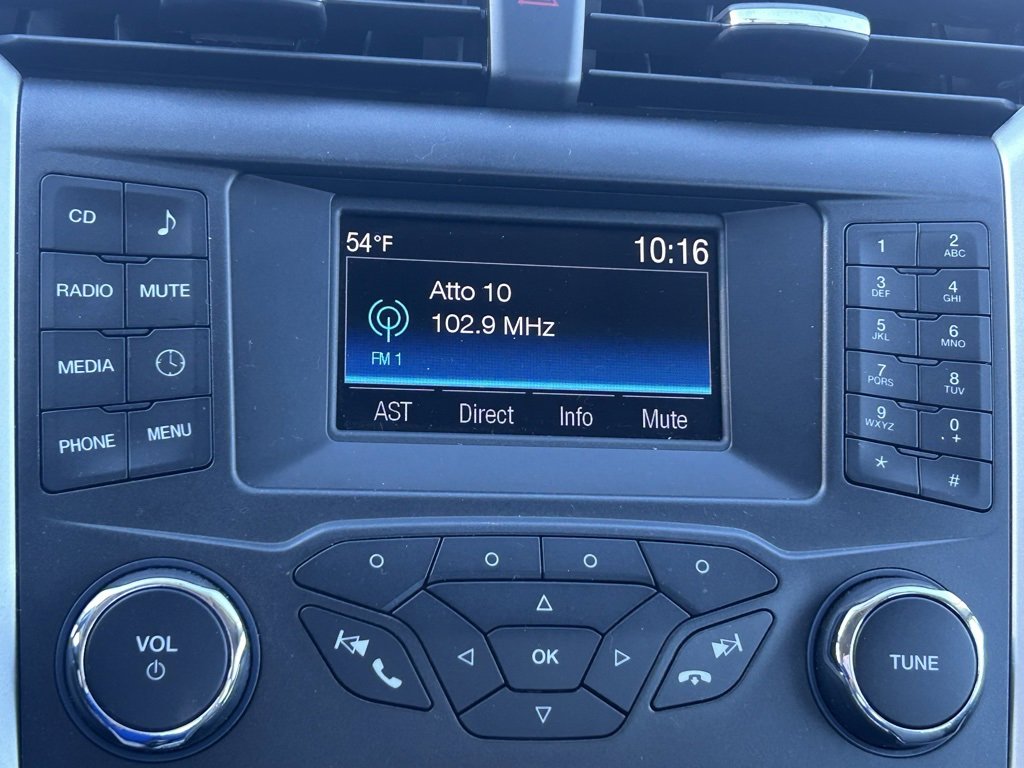 54°F 10:16
Atto 10
102.9 MHz
FM 1
AST Direct Info Mute
CD
RADIO MUTE
MEDIA
PHONE MENU
1 2 ABC
3 DEF 4 GHI
5 JKL 6 MNO
7 PQRS 8 TUV
9 WXYZ 0 +
* #
VOL
OK
TUNE